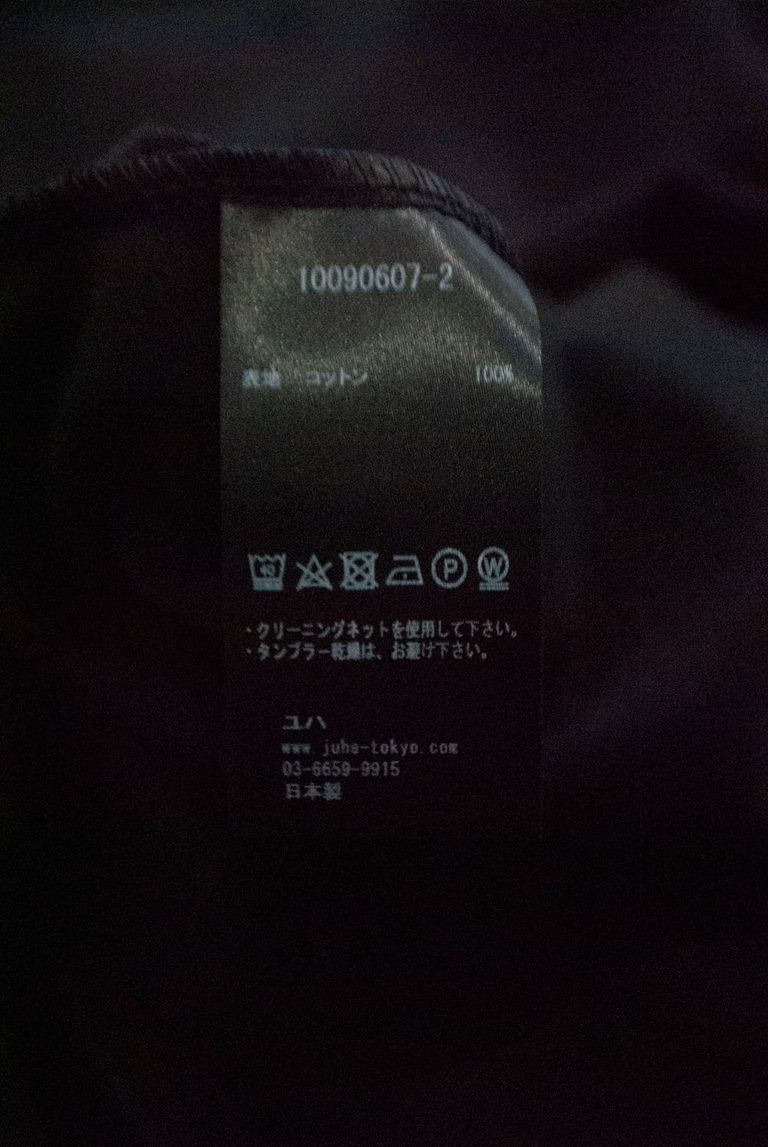 10090607-2
表地 コットン 100%
40
P W
・クリーニングネットを使用して下さい。
・タンブラー乾燥は、お避け下さい。
ユハ
www.juha-tokyo.com
03-6659-9915
日本製